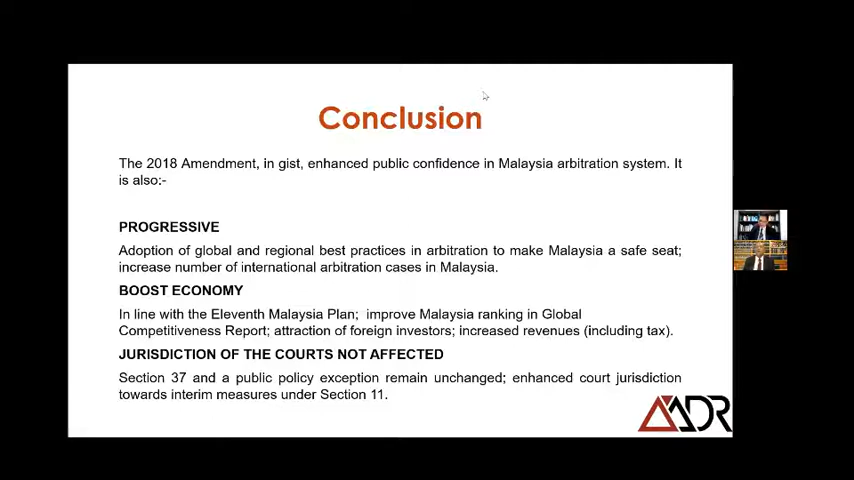 Conclusion
The 2018 Amendment, in gist, enhanced public confidence in Malaysia arbitration system. It
is also:-
PROGRESSIVE
Adoption of global and regional best practices in arbitration to make Malaysia a safe seat;
increase number of international arbitration cases in Malaysia.
BOOST ECONOMY
In line with the Eleventh Malaysia Plan; improve Malaysia ranking in Global
Competitiveness Report; attraction of foreign investors; increased revenues (including tax).
JURISDICTION OF THE COURTS NOT AFFECTED
Section 37 and a public policy exception remain unchanged; enhanced court jurisdiction
towards interim measures under Section 11.
AADR